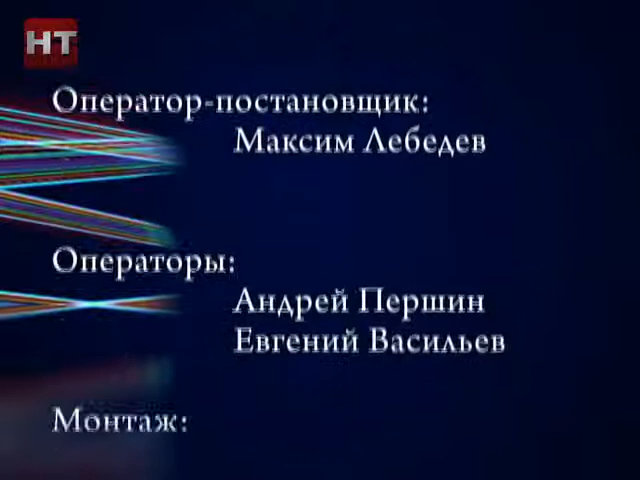 НТ
Оператор-постановщик:
Максим Лебедев
Операторы:
Андрей Першин
Евгений Васильев
Монтаж: